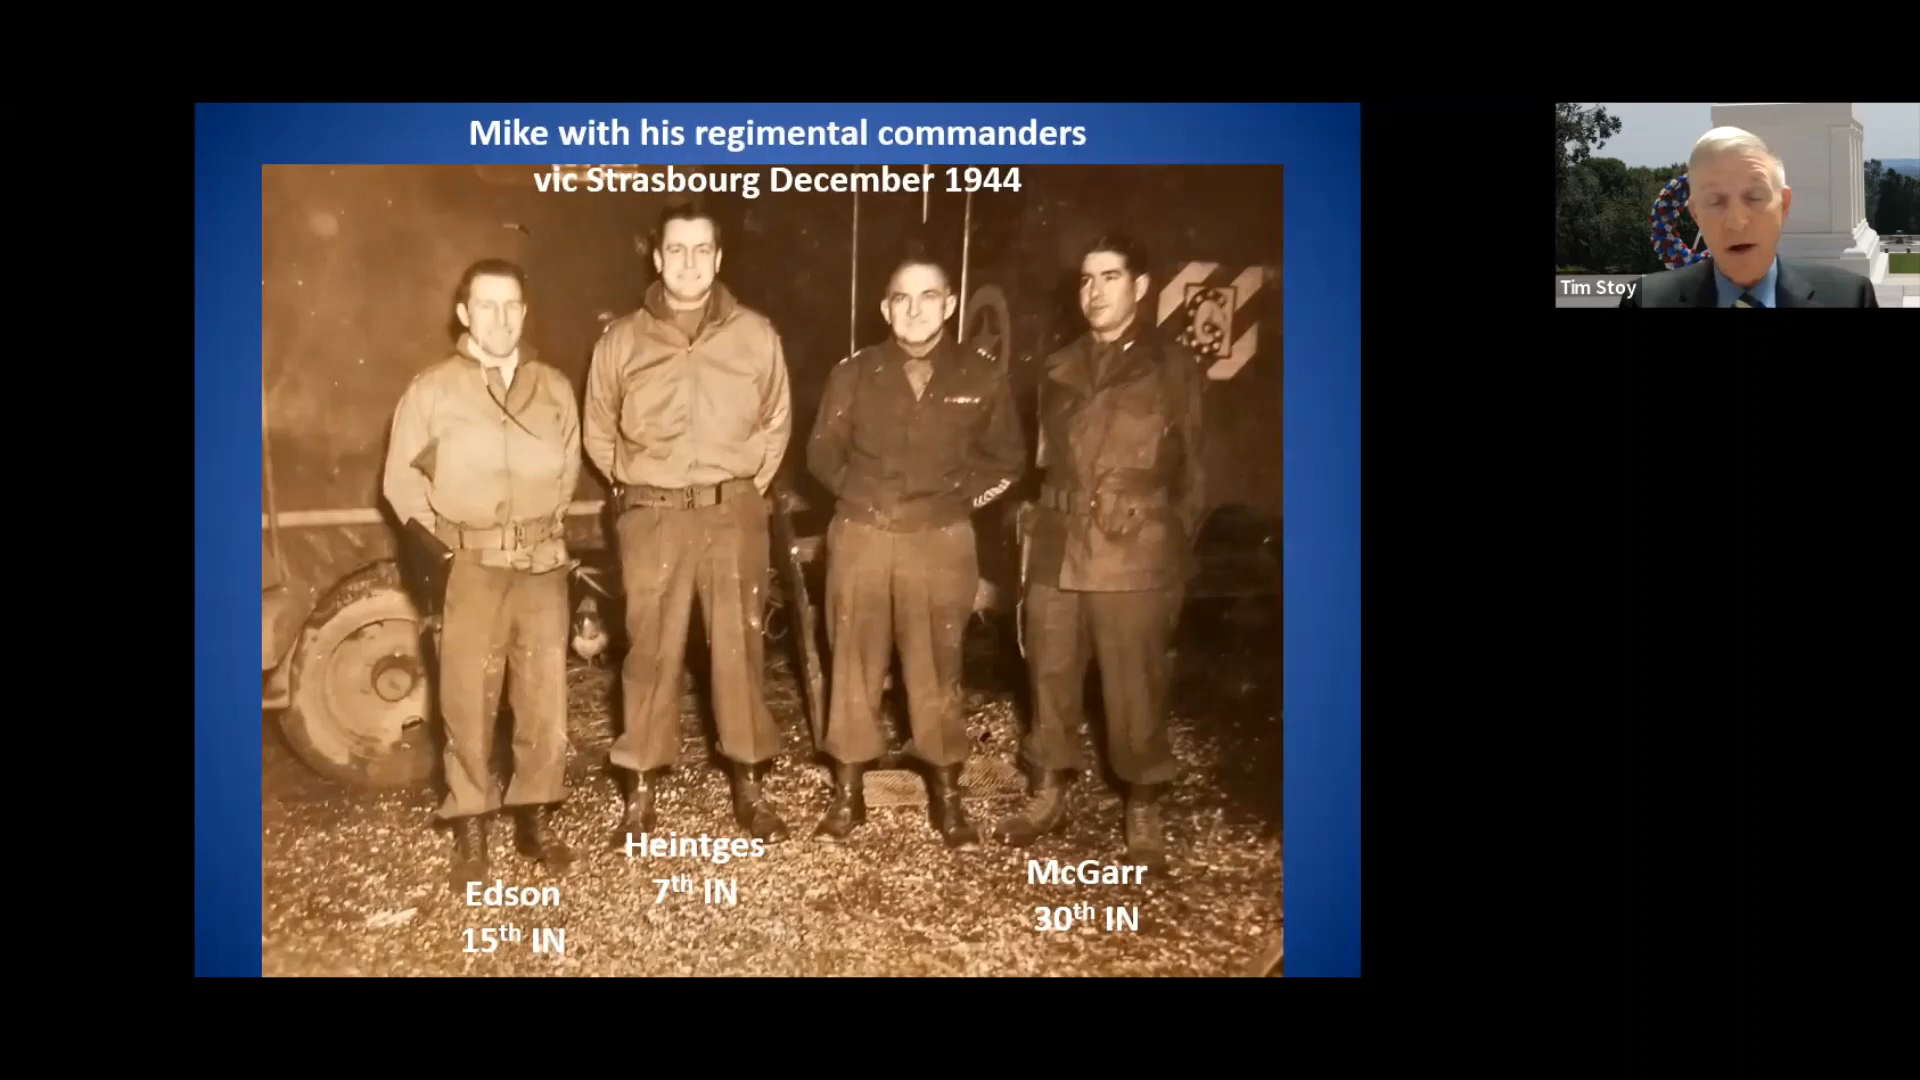 Mike with his regimental commanders
vic Strasbourg December 1944
Tim Stoy
Heintges
7th IN
McGarr
30th IN
Edson
15th IN